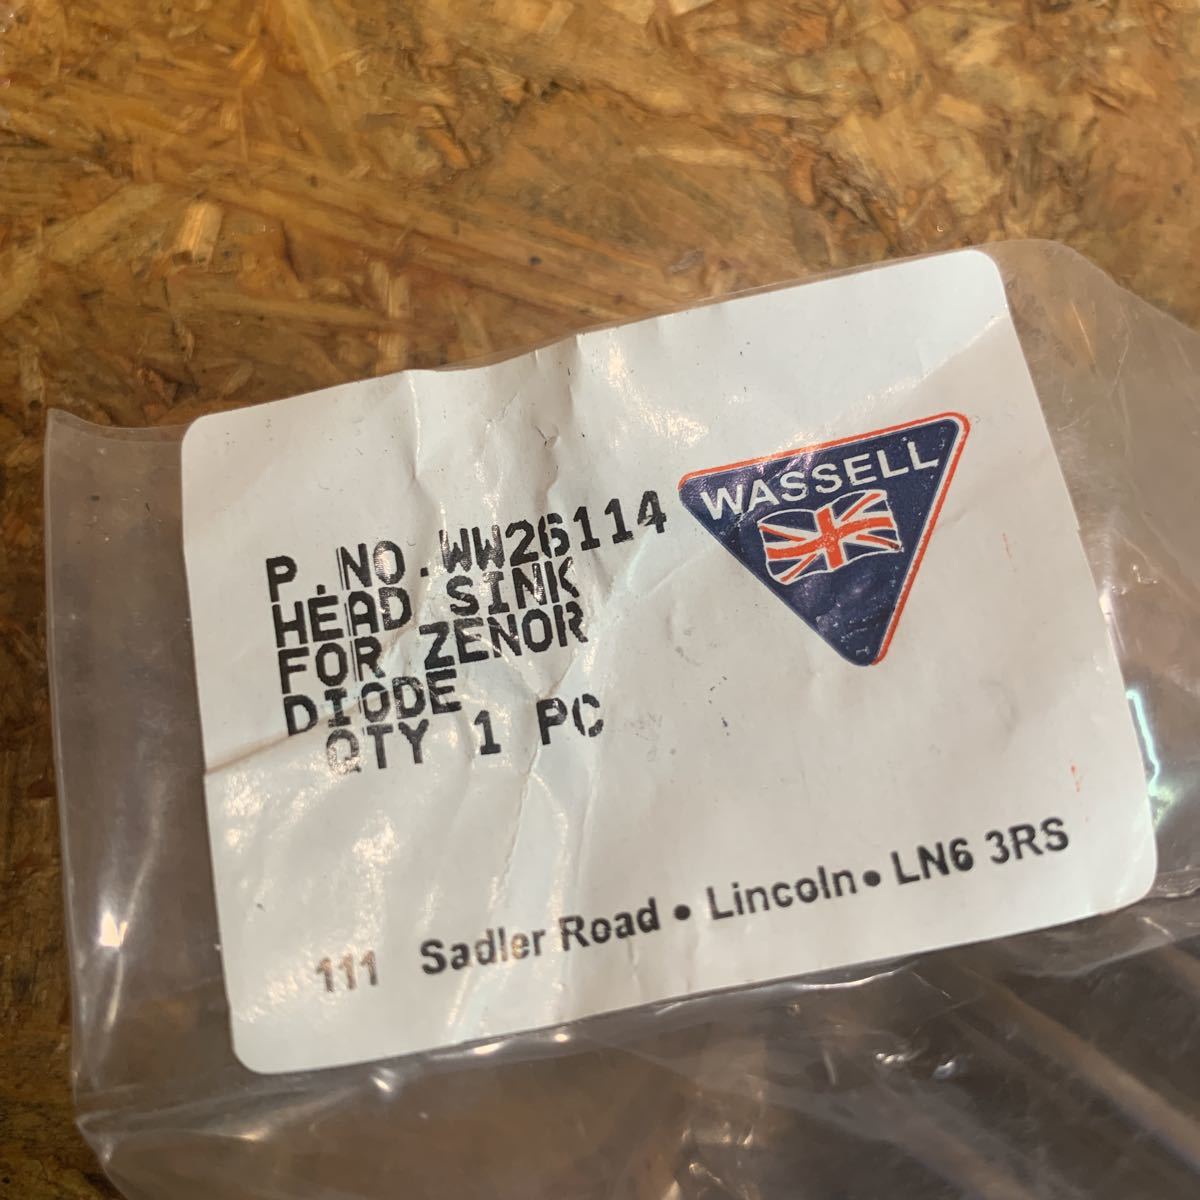 WASSELL
P.NO.WW26114
HEAD SINK
FOR ZENOR
DIODE
QTY 1 PC
111 Sadler Road • Lincoln • LN6 3RS